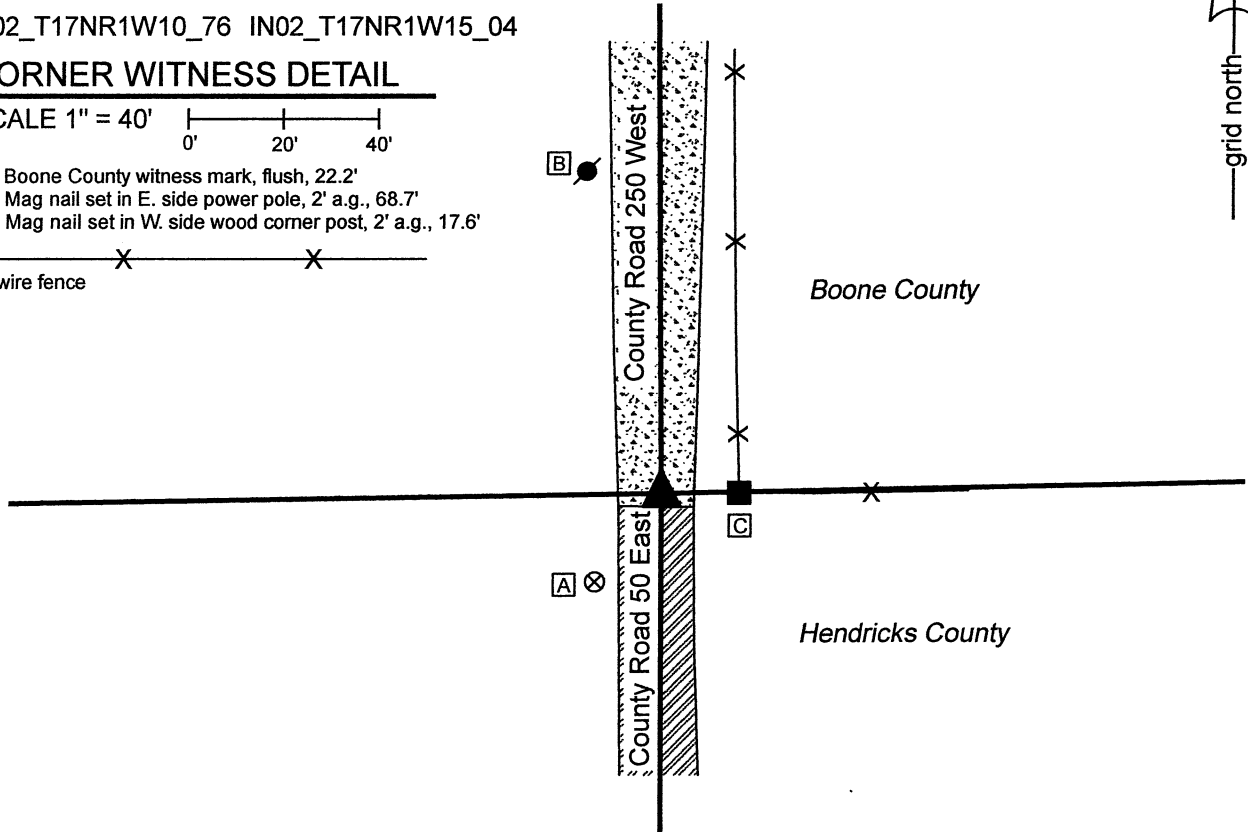 02_T17NR1W10_76 IN02_T17NR1W15_04
ORNER WITNESS DETAIL
CALE 1" = 40'
0' 20' 40'
Boone County witness mark, flush, 22.2'
Mag nail set in E. side power pole, 2' a.g., 68.7'
Mag nail set in W. side wood corner post, 2' a.g., 17.6'
X X
wire fence
B
County Road 250 West
grid north
Boone County
C
A
County Road 50 East
Hendricks County